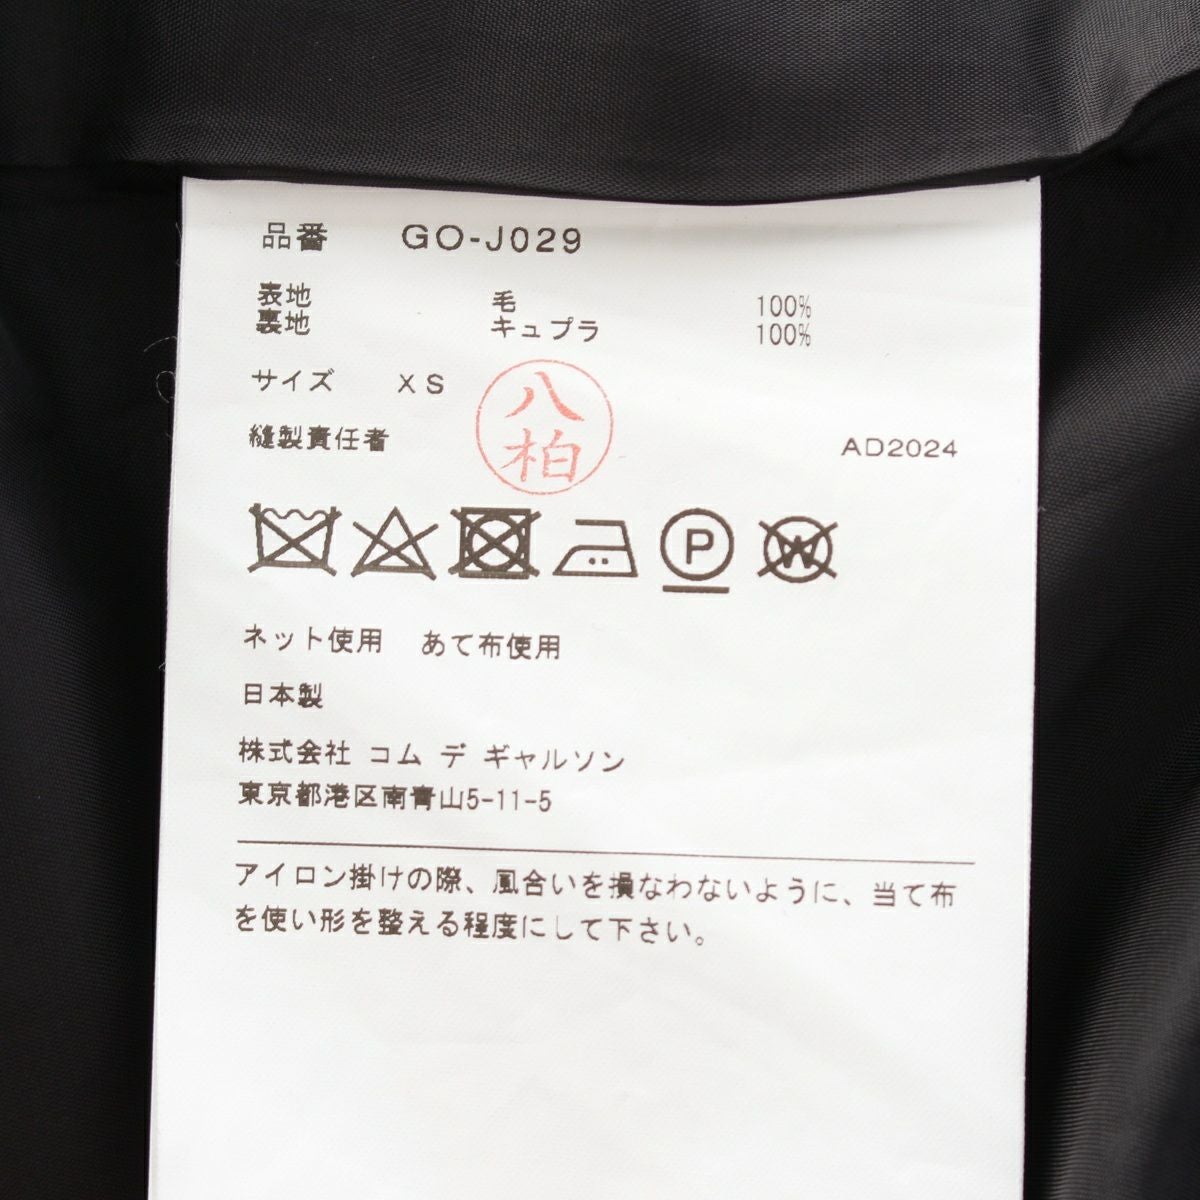 品番 GO-J029
表地 毛 100%
裏地 キュプラ 100%
サイズ XS
八
柏
縫製責任者 AD2024
P
W
ネット使用 あて布使用
日本製
株式会社 コム デ ギャルソン
東京都港区南青山5-11-5
アイロン掛けの際、風合いを損なわないように、当て布
を使い形を整える程度にして下さい。